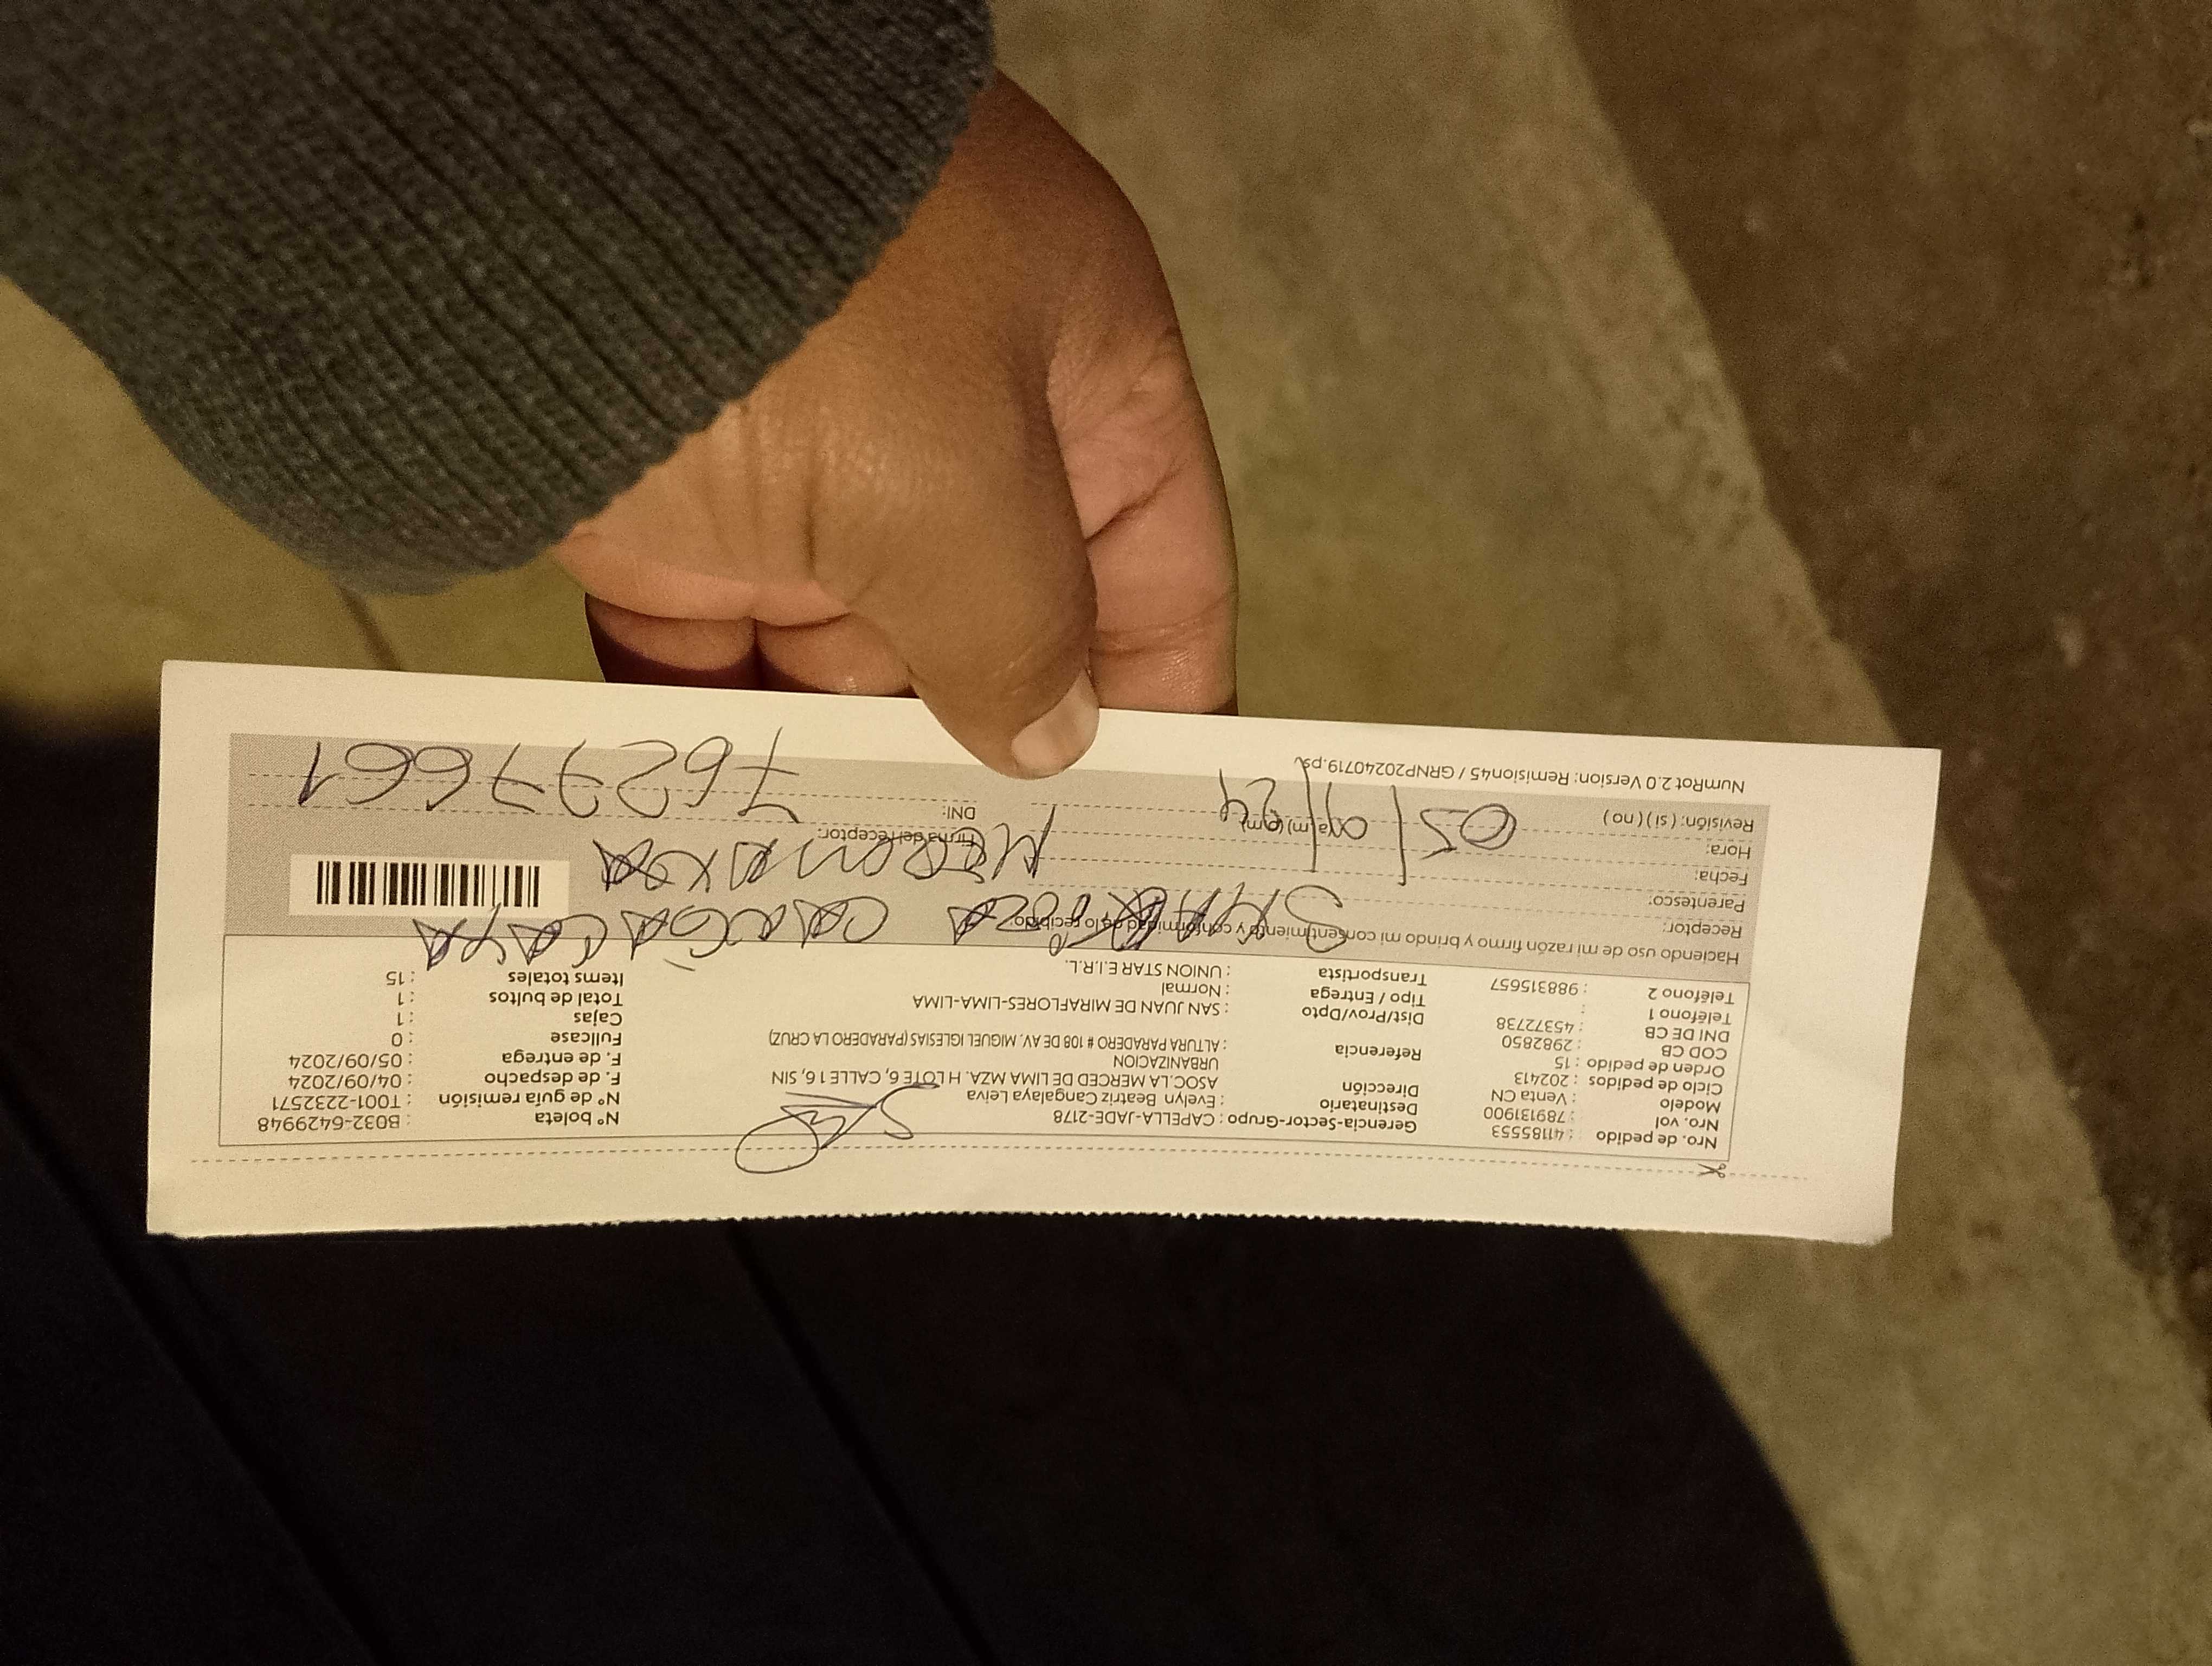 Nro. de pedido : 41185553
Nro. vol : 789131900
Modelo : Venta CN
Ciclo de pedidos : 202413
Orden de pedido : 15
COD CB : 2982850
DNI DE CB : 45372738
Teléfono 1 :
Teléfono 2 : 988315657
Gerencia-Sector-Grupo : CAPELLA-JADE-2178
Destinatario : Evelyn Beatriz Cangalaya Leiva
Dirección ASOC.LA MERCED DE LIMA MZA. H LOTE 6, CALLE 16, SIN
URBANIZACION
Referencia : ALTURA PARADERO # 108 DE AV. MIGUEL IGLESIAS (PARADERO LA CRUZ)
Dist/Prov/Dpto : SAN JUAN DE MIRAFLORES-LIMA-LIMA
Tipo / Entrega : Normal
Transportista : UNION STAR E.I.R.L.
N° boleta : B032-6429948
N° de guía remisión : T001-2232571
F. de despacho : 04/09/2024
F. de entrega : 05/09/2024
Fullcase : 0
Cajas : 1
Total de bultos : 1
Items totales : 15
Haciendo uso de mi razón firmo y brindo mi consentimiento y conformidad de lo recibido
Receptor: CANGALAYA
Parentesco: HERMANA
Fecha: 05/09/24
Hora: (a m) (p m)
Revisión: ( si ) ( no )
Firma del receptor:
DNI: 76297661
NumRot 2.0 Version: Remision45 / GRNP20240719.ps